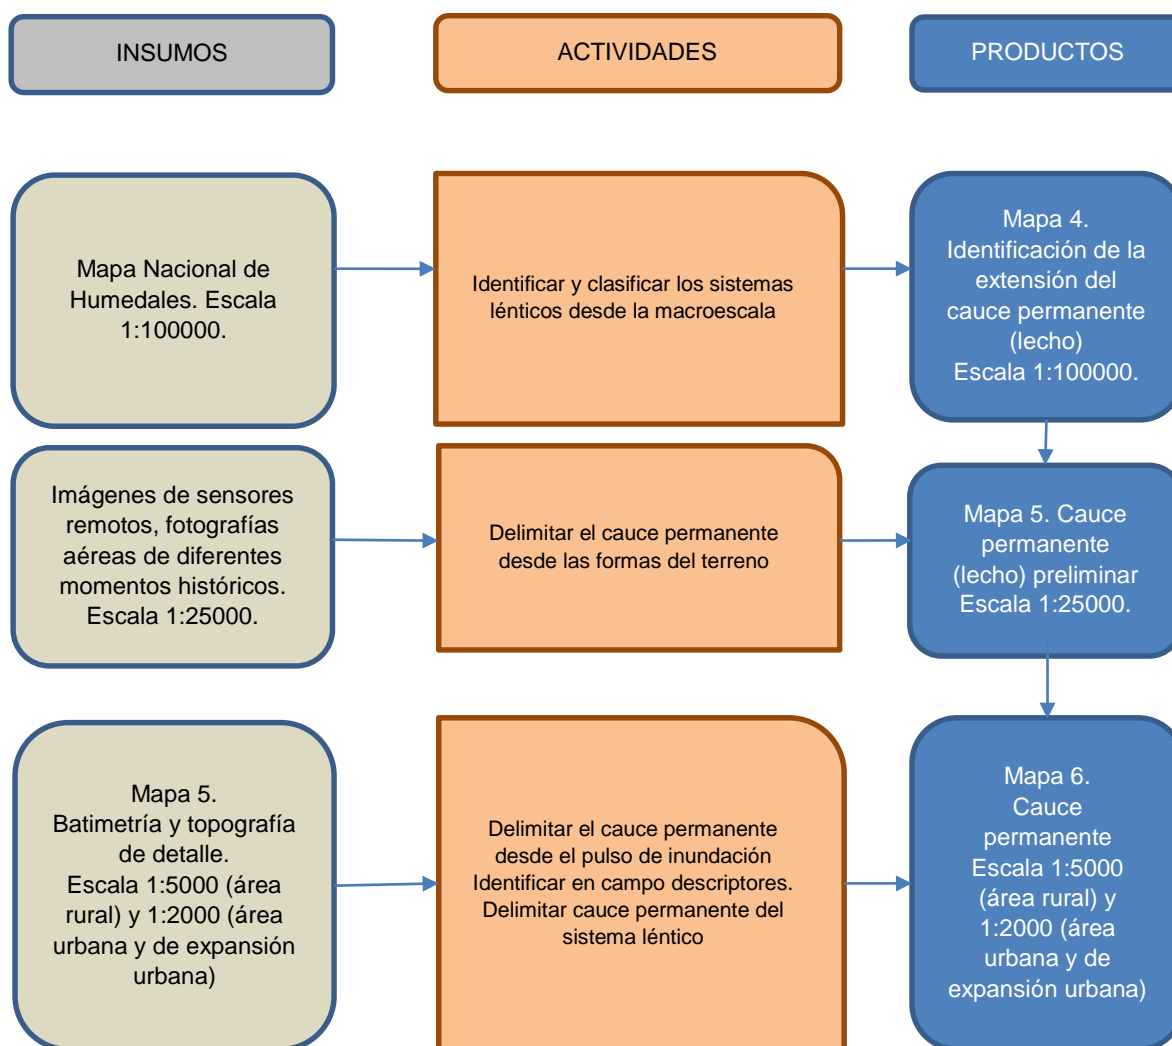 INSUMOS
ACTIVIDADES
PRODUCTOS
Mapa Nacional de
Humedales. Escala
1:100000.
Identificar y clasificar los sistemas
lénticos desde la macroescala
Mapa 4.
Identificación de la
extensión del
cauce permanente
(lecho)
Escala 1:100000.
Imágenes de sensores
remotos, fotografías
aéreas de diferentes
momentos históricos.
Escala 1:25000.
Delimitar el cauce permanente
desde las formas del terreno
Mapa 5. Cauce
permanente
(lecho) preliminar
Escala 1:25000.
Mapa 5.
Batimetría y topografía
de detalle.
Escala 1:5000 (área
rural) y 1:2000 (área
urbana y de expansión
urbana)
Delimitar el cauce permanente
desde el pulso de inundación
Identificar en campo descriptores.
Delimitar cauce permanente del
sistema léntico
Mapa 6.
Cauce
permanente
Escala 1:5000
(área rural) y
1:2000 (área
urbana y de
expansión urbana)